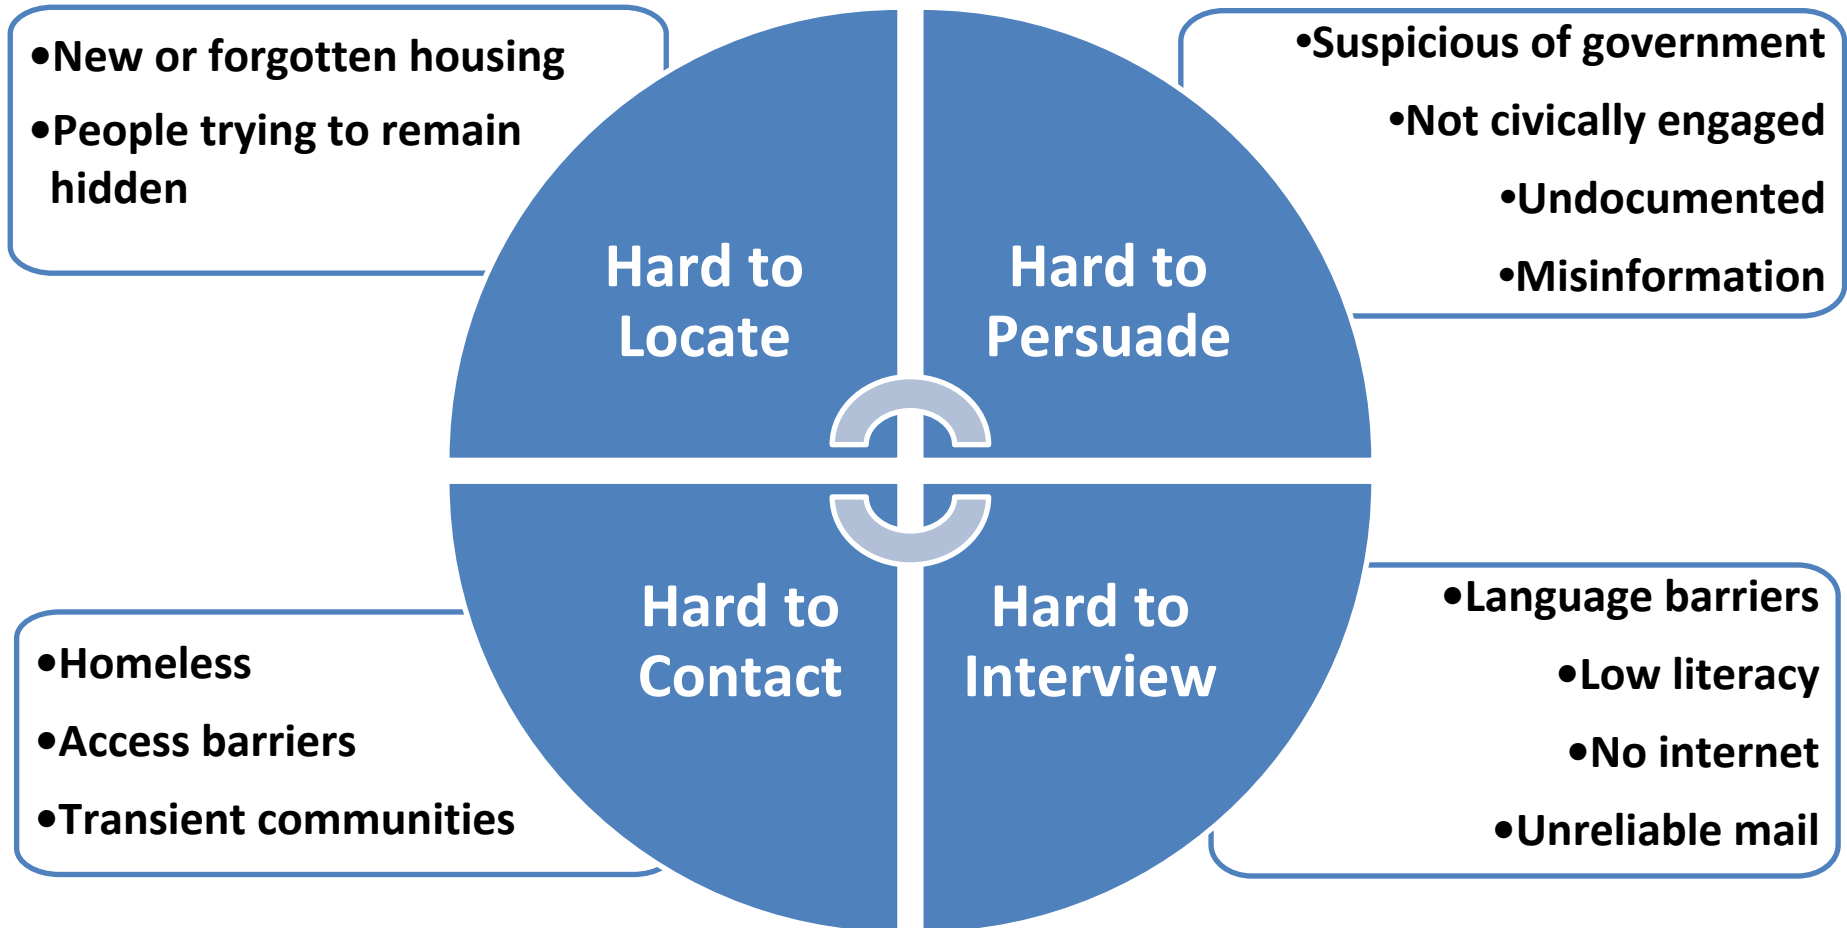 •New or forgotten housing
•People trying to remain
hidden
Hard to
Locate
Hard to
Persuade
•Suspicious of government
•Not civically engaged
•Undocumented
•Misinformation
•Homeless
•Access barriers
•Transient communities
Hard to
Contact
Hard to
Interview
•Language barriers
•Low literacy
•No internet
•Unreliable mail